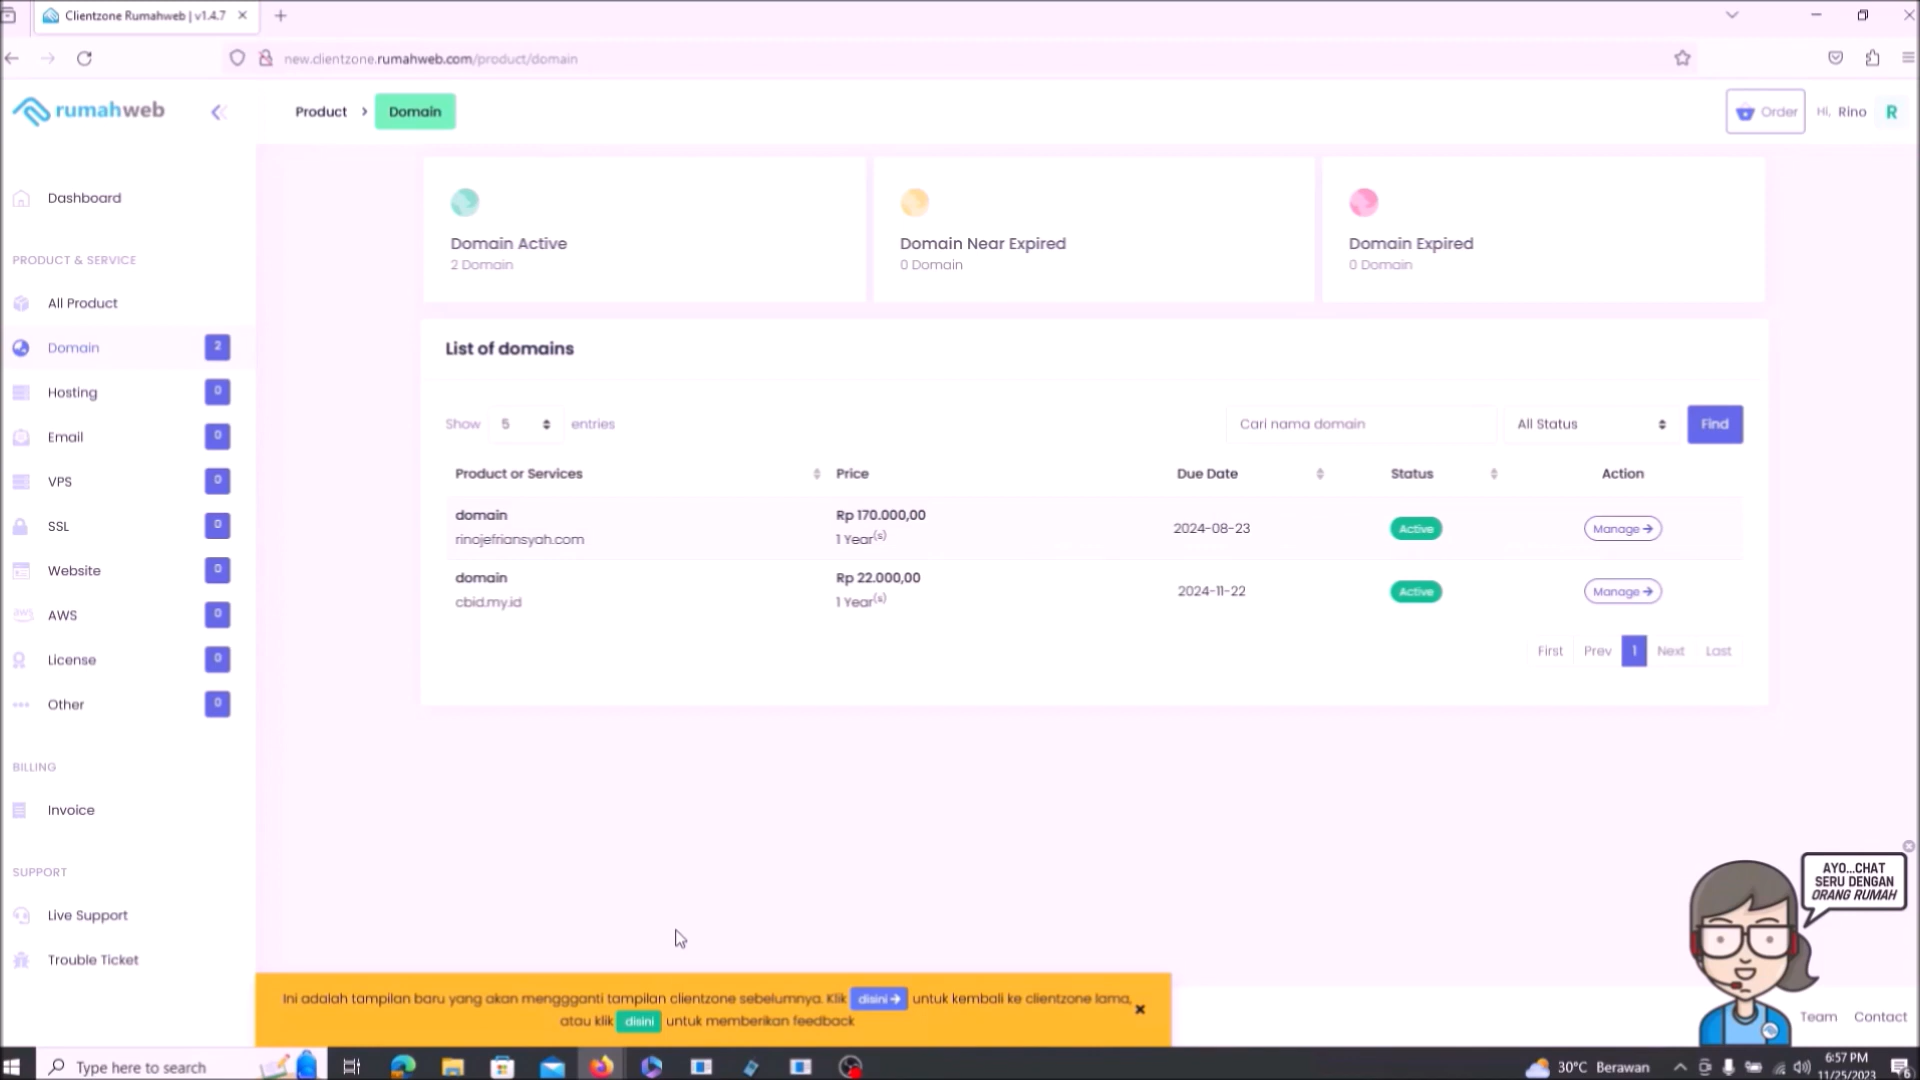 Clientzone Rumahweb | v1.4.7
new.clientzone.rumahweb.com/product/domain
rumahweb
Product
Domain
Order
Hi, Rino
R
Dashboard
PRODUCT & SERVICE
All Product
Domain 2
Hosting 0
Email 0
VPS 0
SSL 0
Website 0
aws AWS 0
License 0
Other 0
BILLING
Invoice
SUPPORT
Live Support
Trouble Ticket
Domain Active
2 Domain
Domain Near Expired
0 Domain
Domain Expired
0 Domain
List of domains
Show 5 entries
Cari nama domain
All Status
Find
Product or Services Price Due Date Status Action
domain Rp 170.000,00
rinojefriansyah.com 1 Year(s) 2024-08-23 Active Manage →
domain Rp 22.000,00
cbid.my.id 1 Year(s) 2024-11-22 Active Manage →
First Prev 1 Next Last
AYO...CHAT
SERU DENGAN
ORANG RUMAH
Ini adalah tampilan baru yang akan menggganti tampilan clientzone sebelumnya. Klik disini → untuk kembali ke clientzone lama,
atau klik disini untuk memberikan feedback
Team Contact
Type here to search
30°C Berawan
6:57 PM
11/25/2023
6